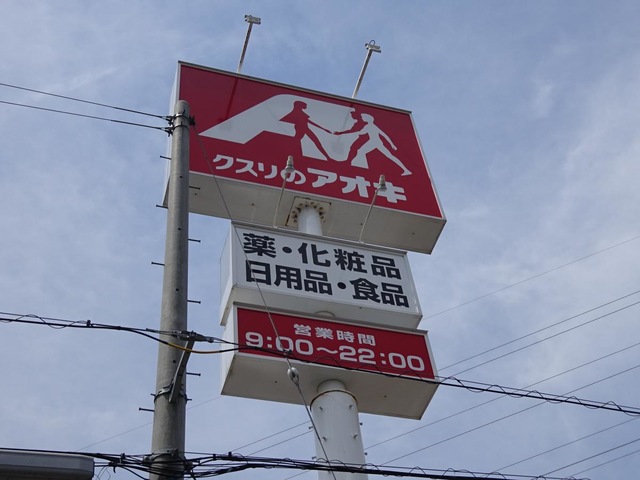 クスリのアオキ
薬・化粧品
日用品・食品
営業時間
9:00～22:00